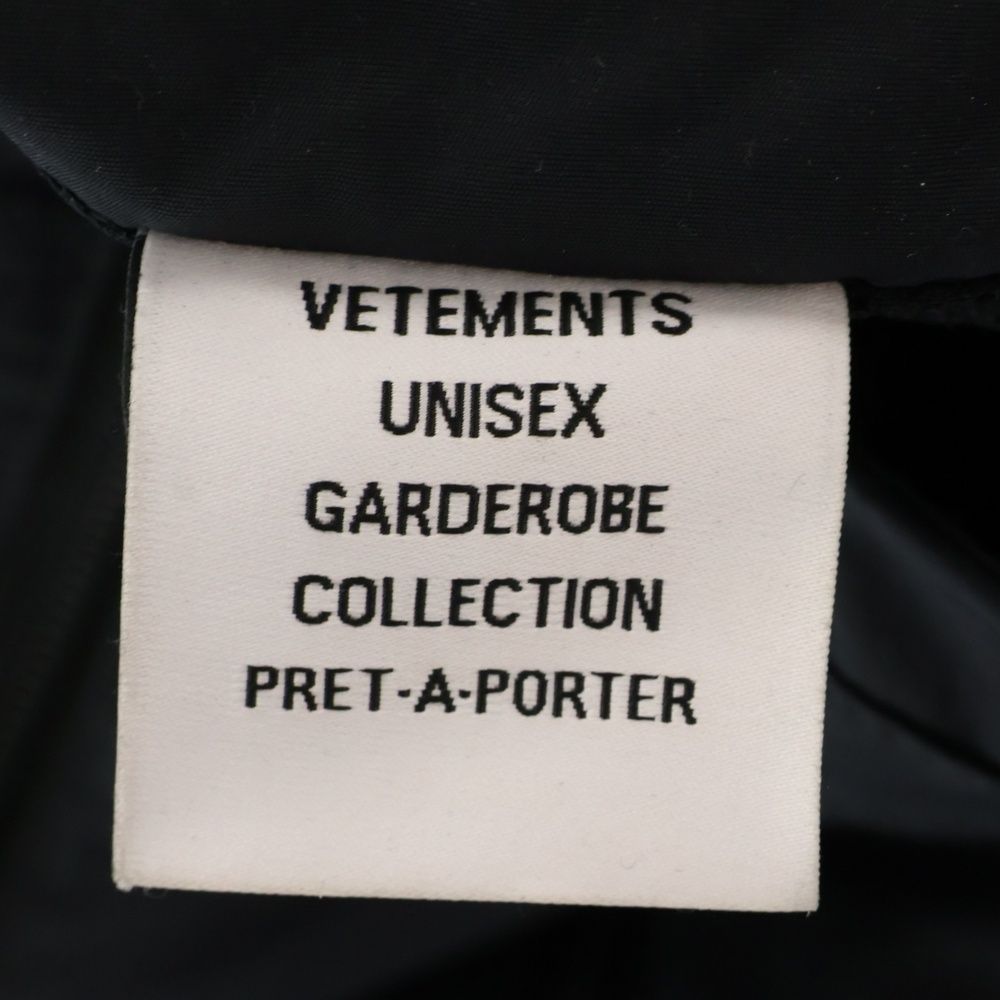 VETEMENTS
UNISEX
GARDEROBE
COLLECTION
PRET-A-PORTER